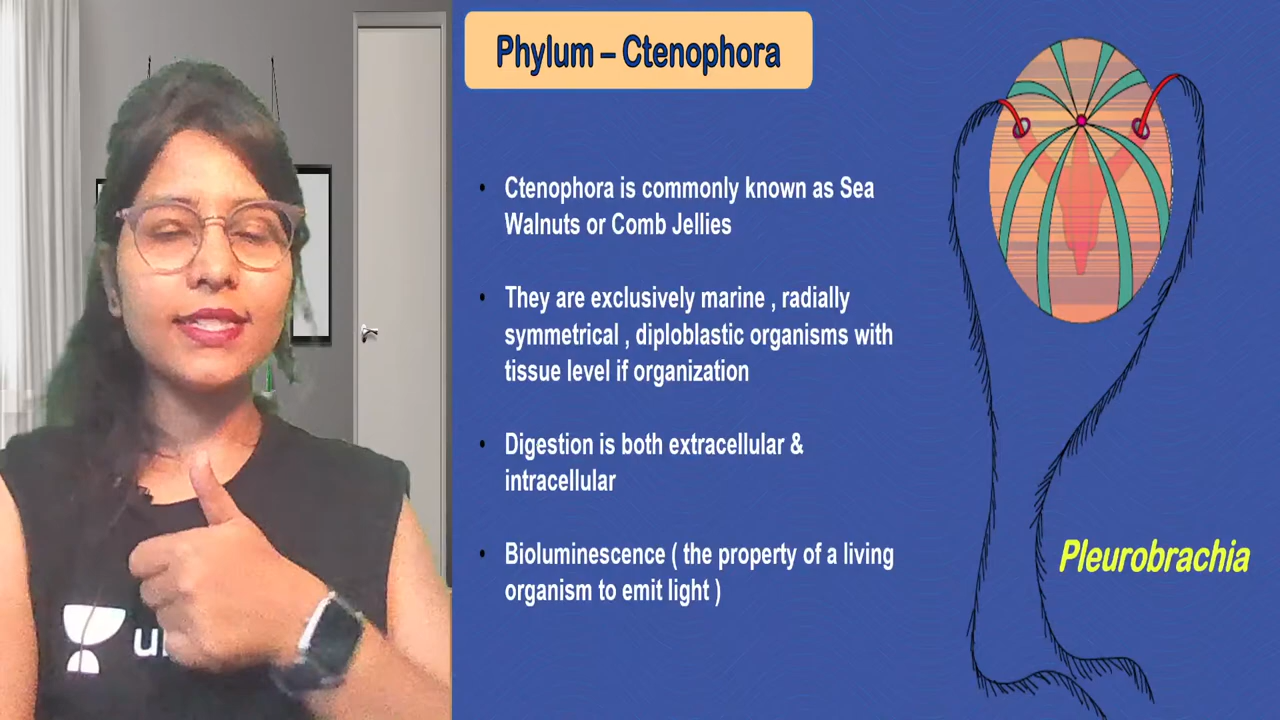 Phylum – Ctenophora
Ctenophora is commonly known as Sea
Walnuts or Comb Jellies
They are exclusively marine , radially
symmetrical , diploblastic organisms with
tissue level if organization
Digestion is both extracellular &
intracellular
Bioluminescence ( the property of a living
organism to emit light )
Pleurobrachia